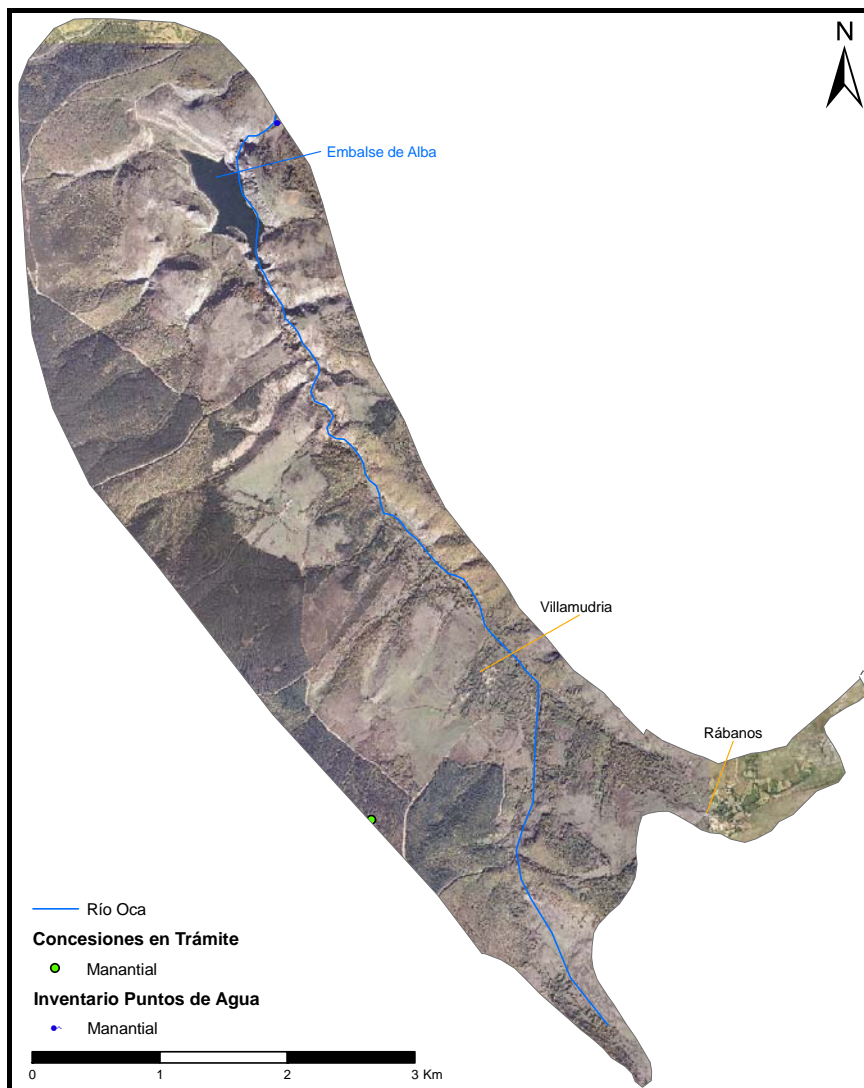 N
Embalse de Alba
Villamudria
Rábanos
Río Oca
Concesiones en Trámite
Manantial
Inventario Puntos de Agua
Manantial
0 1 2 3 Km